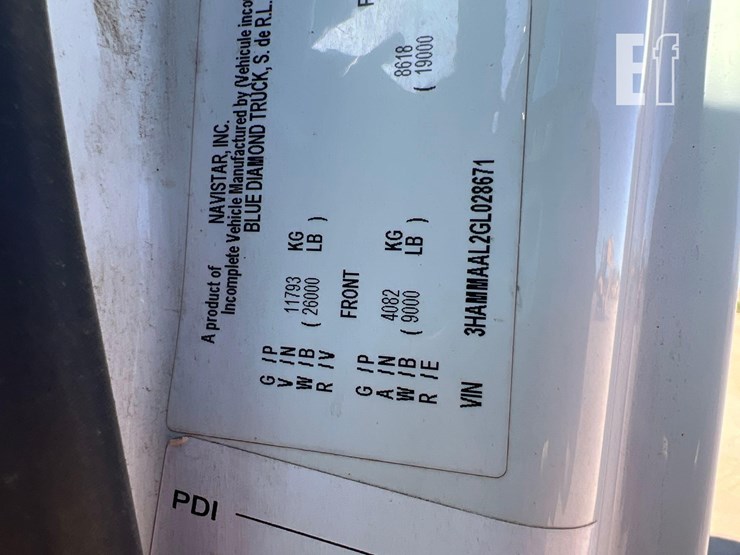 A product of NAVISTAR, INC.
Incomplete Vehicle Manufactured by (Vehicule inco
BLUE DIAMOND TRUCK, S. de R.L.
G /P
V /N 11793 KG
W /B ( 26000 LB )
R /V
FRONT
G /P
A /N 4082 KG 8618
W /B ( 9000 LB ) ( 19000
R /E
VIN 3HAMMAAL2GL028671
PDI
Ef